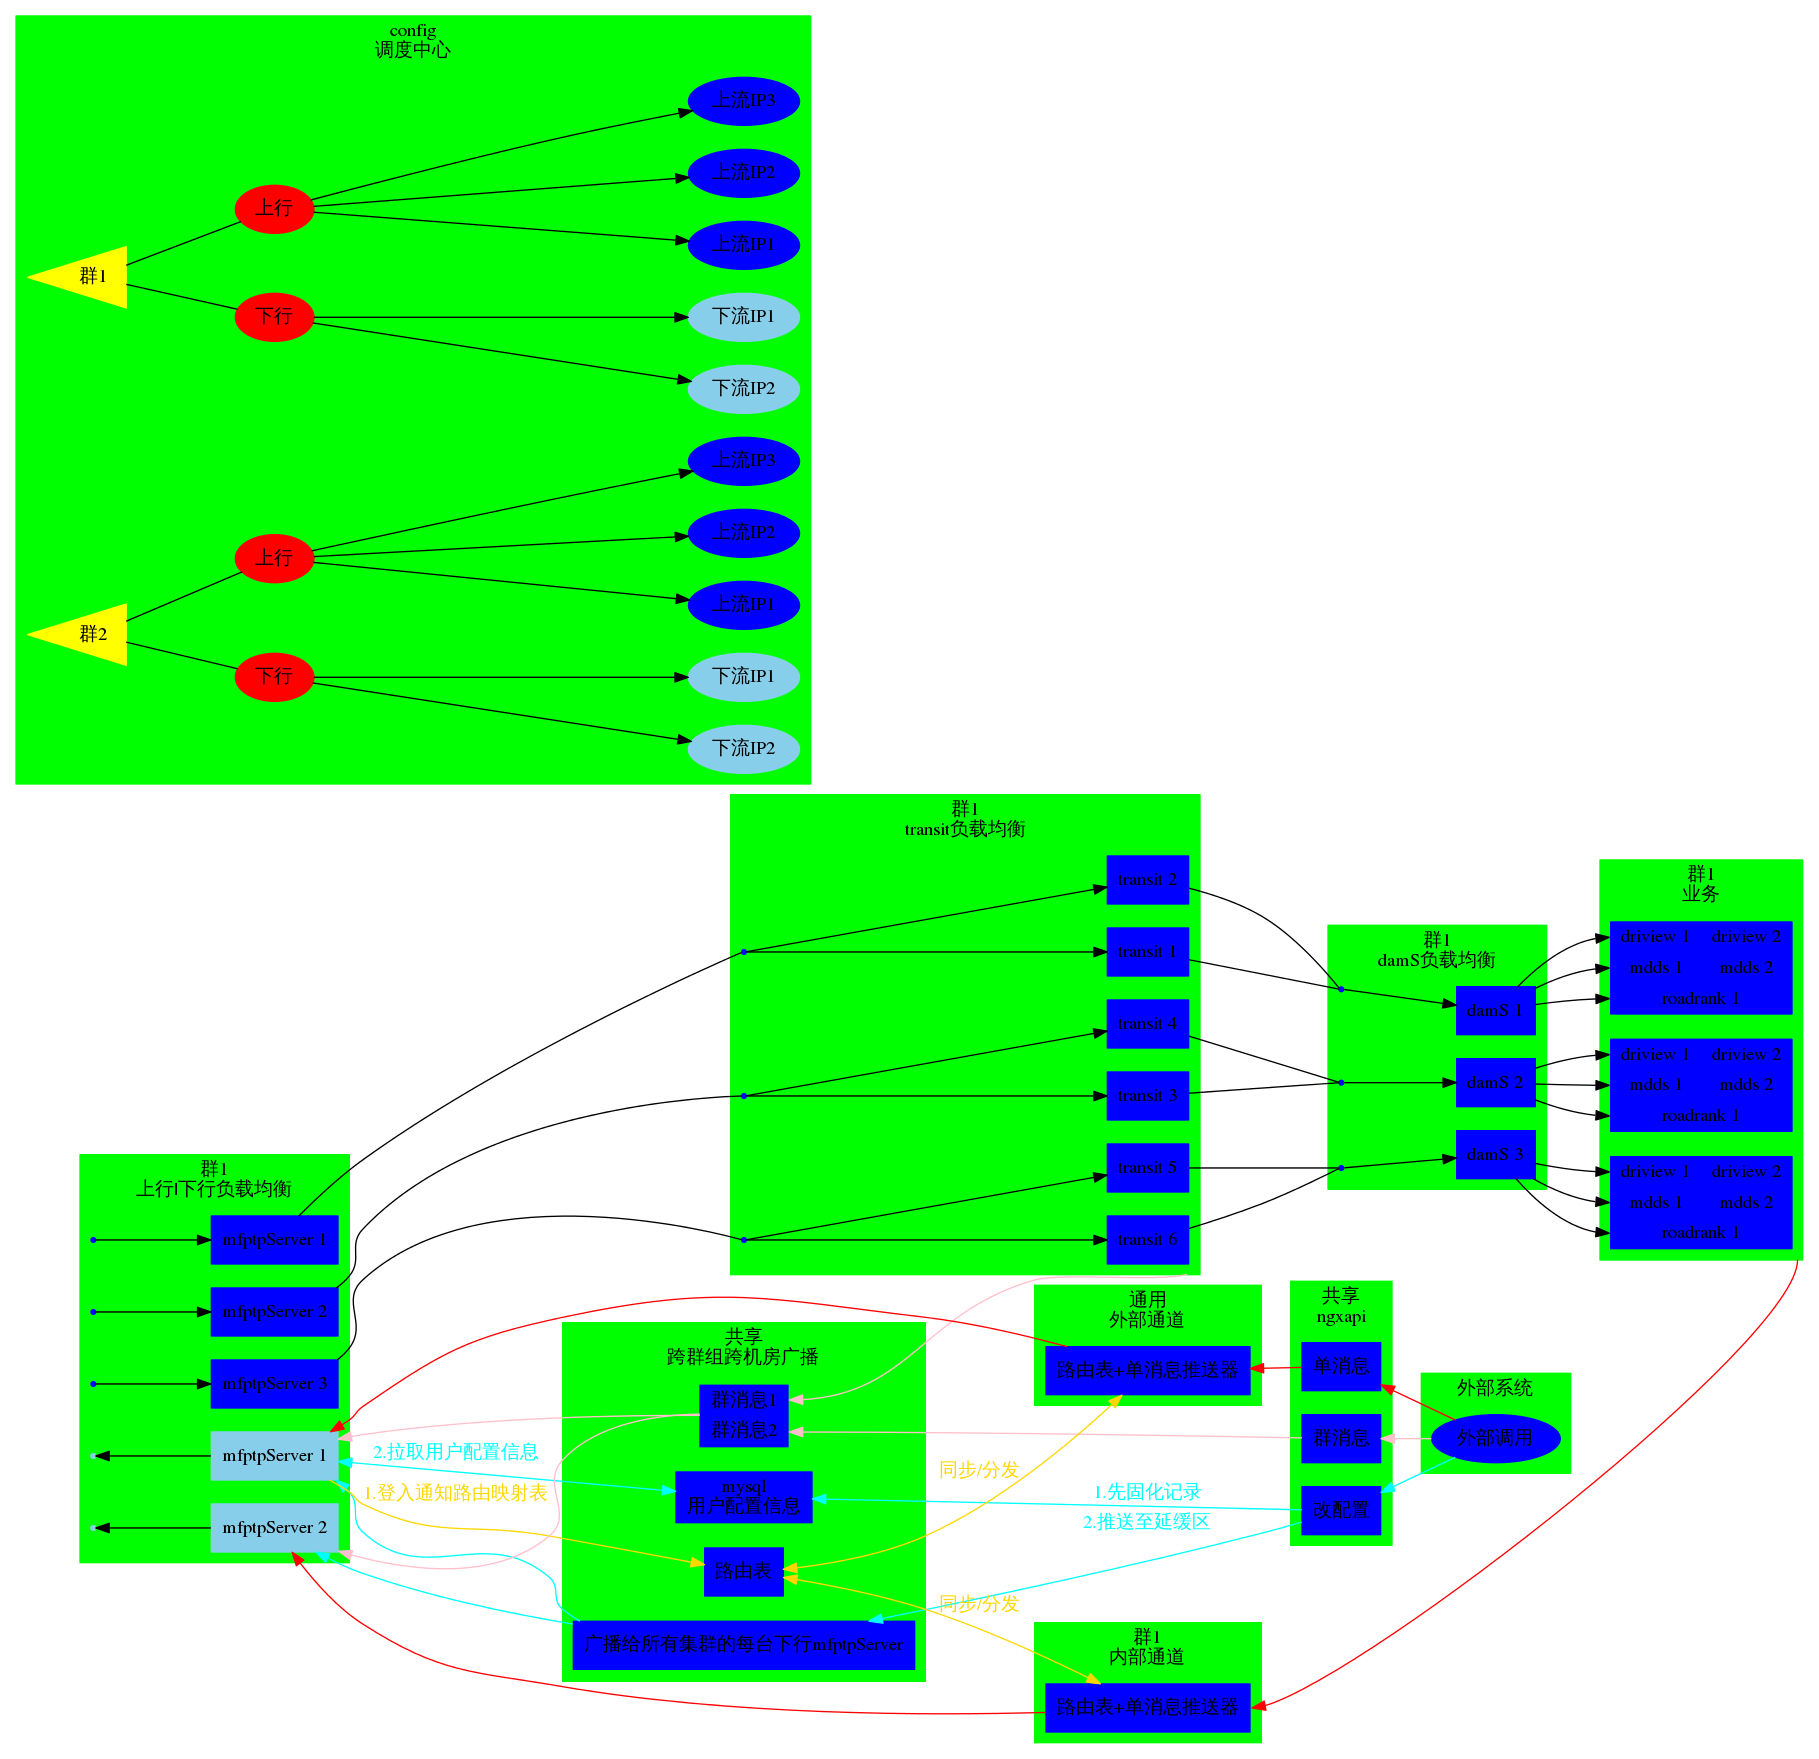 config
调度中心
上流IP3
上流IP2
上行
上流IP1
群1
下行
下流IP1
下流IP2
上流IP3
上流IP2
上行
上流IP1
群2
下行
下流IP1
下流IP2
群1
transit负载均衡
transit 2
transit 1
transit 4
transit 3
transit 5
transit 6
群1
damS负载均衡
damS 1
damS 2
damS 3
群1
业务
driview 1 driview 2
mdds 1 mdds 2
roadrank 1
driview 1 driview 2
mdds 1 mdds 2
roadrank 1
driview 1 driview 2
mdds 1 mdds 2
roadrank 1
群1
上行|下行负载均衡
mfptpServer 1
mfptpServer 2
mfptpServer 3
mfptpServer 1
mfptpServer 2
2.拉取用户配置信息
1.登入通知路由映射表
共享
跨群组跨机房广播
群消息1
群消息2
mysql
用户配置信息
路由表
广播给所有集群的每台下行mfptpServer
通用
外部通道
路由表+单消息推送器
同步/分发
1.先固化记录
2.推送至延缓区
同步/分发
群1
内部通道
路由表+单消息推送器
共享
ngxapi
单消息
群消息
改配置
外部系统
外部调用